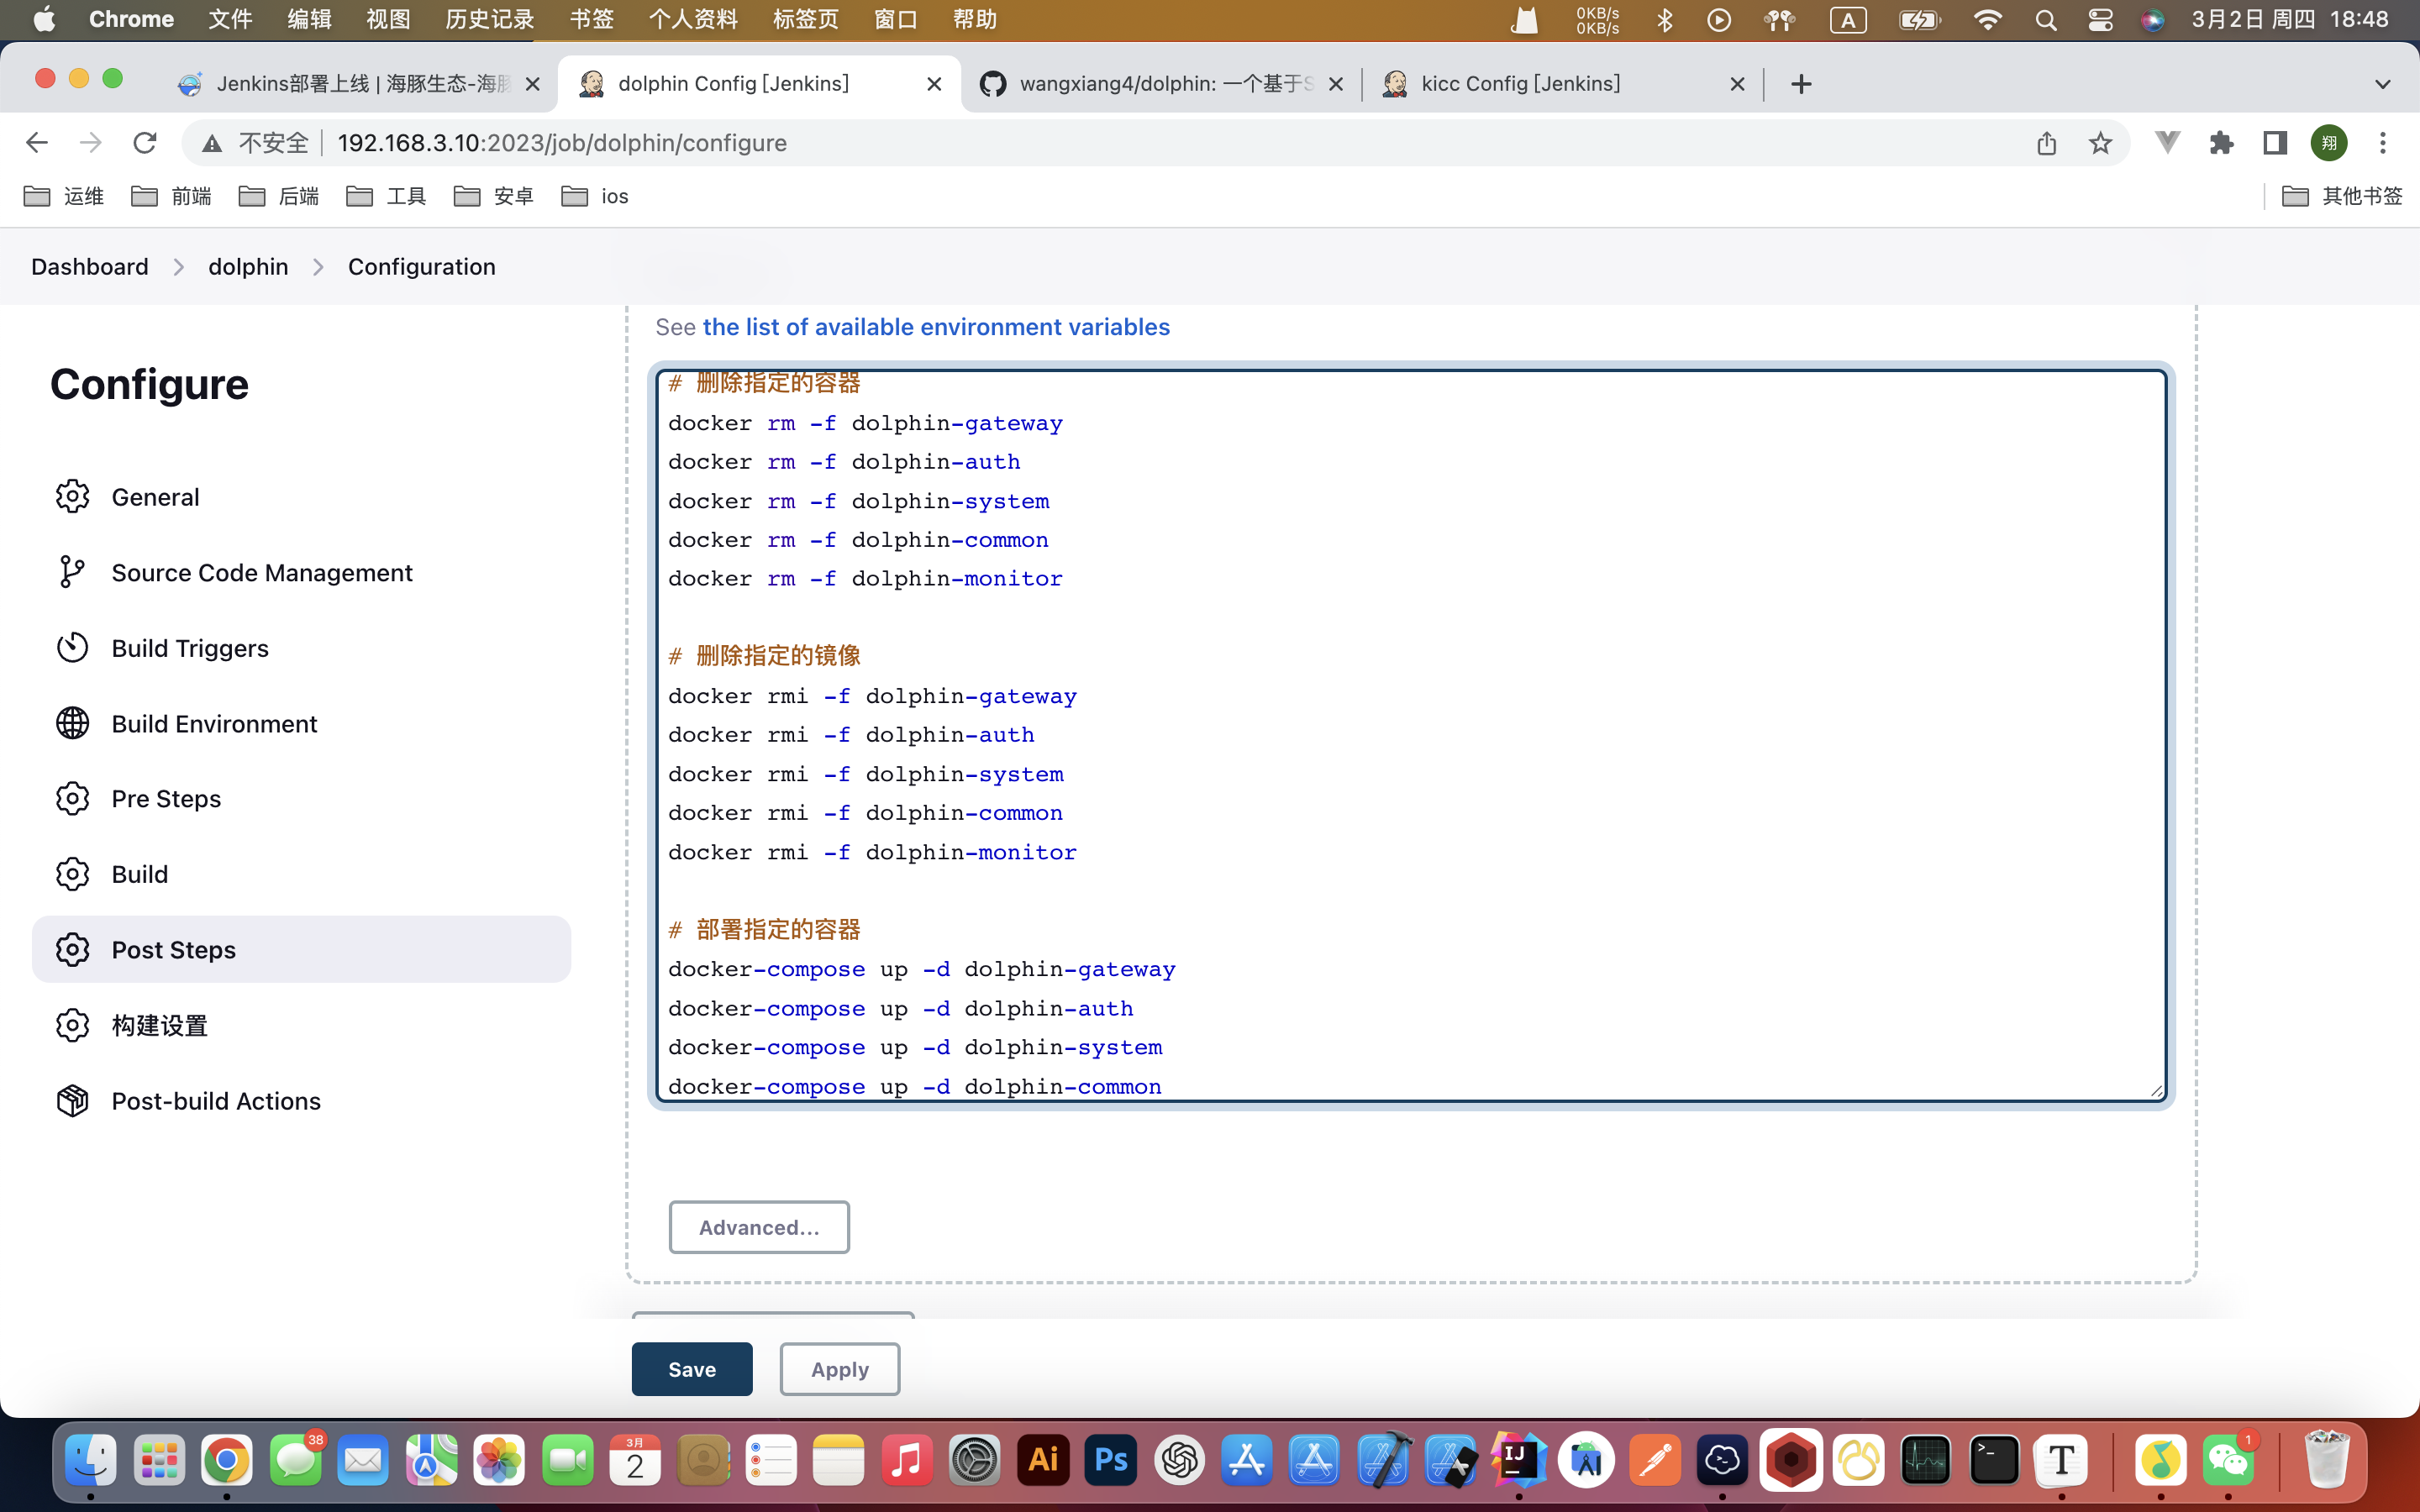 Chrome 文件 编辑 视图 历史记录 书签 个人资料 标签页 窗口 帮助 0KB/s 0KB/s A 3月2日 周四 18:48
Jenkins部署上线 | 海豚生态-海豚
dolphin Config [Jenkins]
wangxiang4/dolphin: 一个基于S
kicc Config [Jenkins]
不安全 192.168.3.10:2023/job/dolphin/configure 翔
运维 前端 后端 工具 安卓 ios 其他书签
Dashboard dolphin Configuration
Configure
General
Source Code Management
Build Triggers
Build Environment
Pre Steps
Build
Post Steps
构建设置
Post-build Actions
See the list of available environment variables
# 删除指定的容器
docker rm -f dolphin-gateway
docker rm -f dolphin-auth
docker rm -f dolphin-system
docker rm -f dolphin-common
docker rm -f dolphin-monitor
# 删除指定的镜像
docker rmi -f dolphin-gateway
docker rmi -f dolphin-auth
docker rmi -f dolphin-system
docker rmi -f dolphin-common
docker rmi -f dolphin-monitor
# 部署指定的容器
docker-compose up -d dolphin-gateway
docker-compose up -d dolphin-auth
docker-compose up -d dolphin-system
docker-compose up -d dolphin-common
Advanced...
Save Apply
38 3月 2 Ai Ps IJ >_ T 1